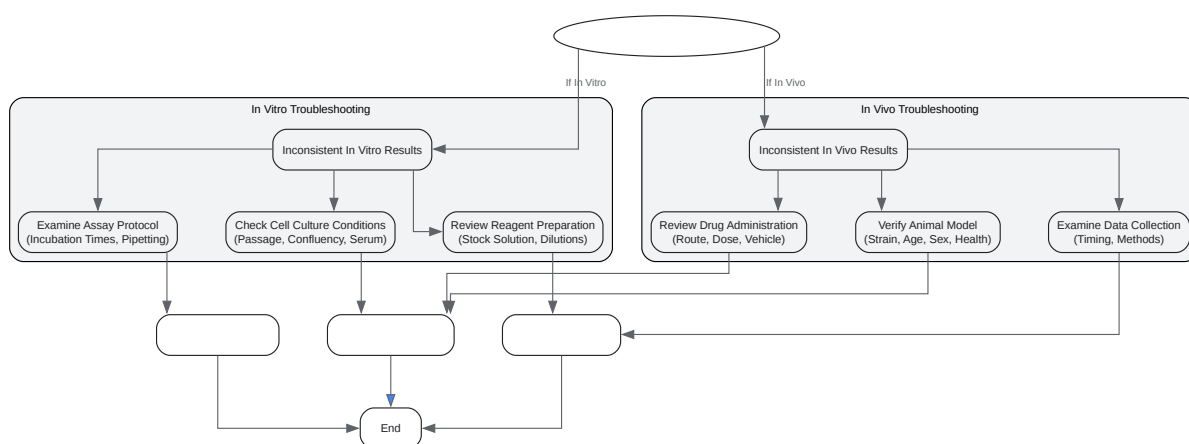 If In Vitro
If In Vivo
In Vitro Troubleshooting
In Vivo Troubleshooting
Inconsistent In Vitro Results
Inconsistent In Vivo Results
Examine Assay Protocol
(Incubation Times, Pipetting)
Check Cell Culture Conditions
(Passage, Confluency, Serum)
Review Reagent Preparation
(Stock Solution, Dilutions)
Review Drug Administration
(Route, Dose, Vehicle)
Verify Animal Model
(Strain, Age, Sex, Health)
Examine Data Collection
(Timing, Methods)
End